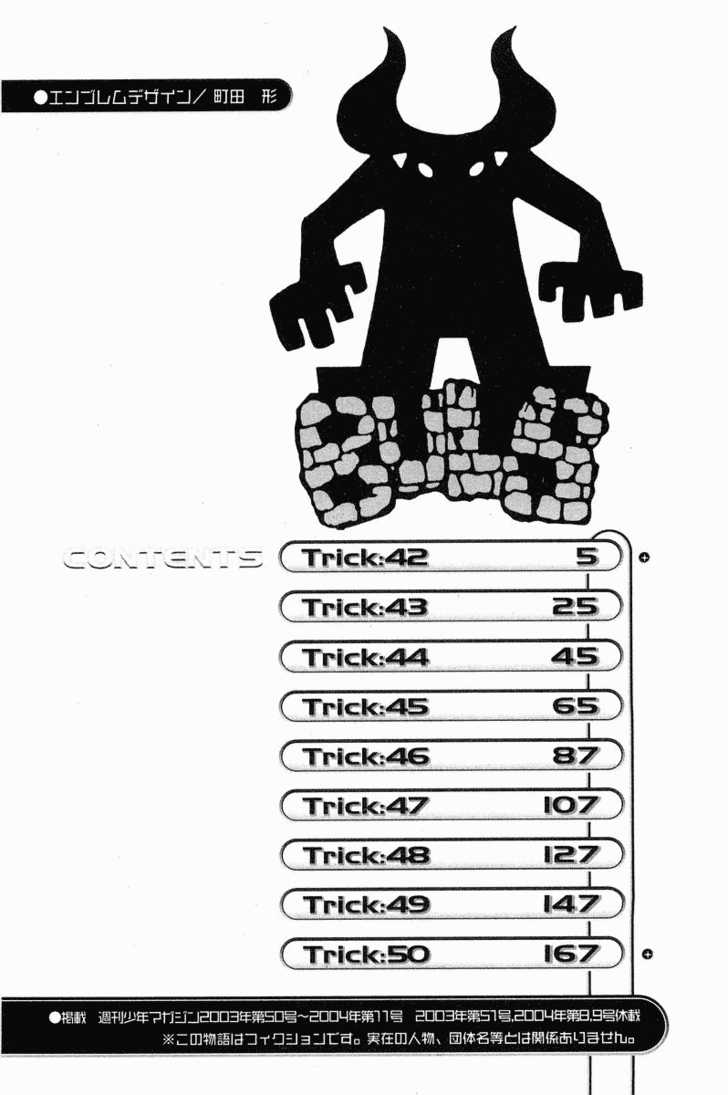 ●エンブレムデザイン／ 町田　形
BULS
CONTENTS
Trick:42 5
Trick:43 25
Trick:44 45
Trick:45 65
Trick:46 87
Trick:47 107
Trick:48 127
Trick:49 147
Trick:50 167
●掲載　週刊少年マガジン2003年第50号～2004年第11号　2003年第51号,2004年第8,9号休載
※この物語はフィクションです。実在の人物、団体名等とは関係ありません。